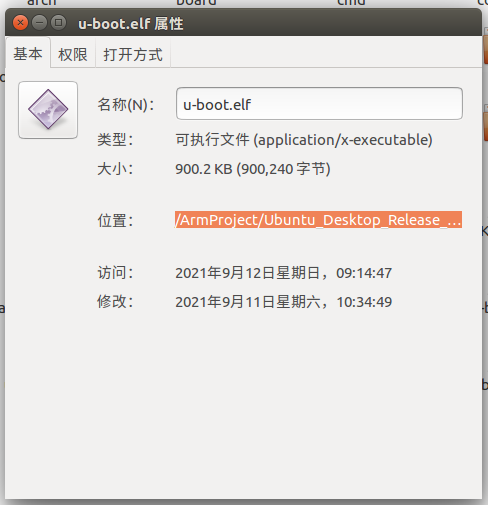 arch board cmd
u-boot.elf 属性
基本 权限 打开方式
名称(N)： u-boot.elf
类型： 可执行文件 (application/x-executable)
大小： 900.2 KB (900,240 字节)
位置： /ArmProject/Ubuntu_Desktop_Release_...
访问： 2021年9月12日星期日，09:14:47
修改： 2021年9月11日星期六，10:34:49